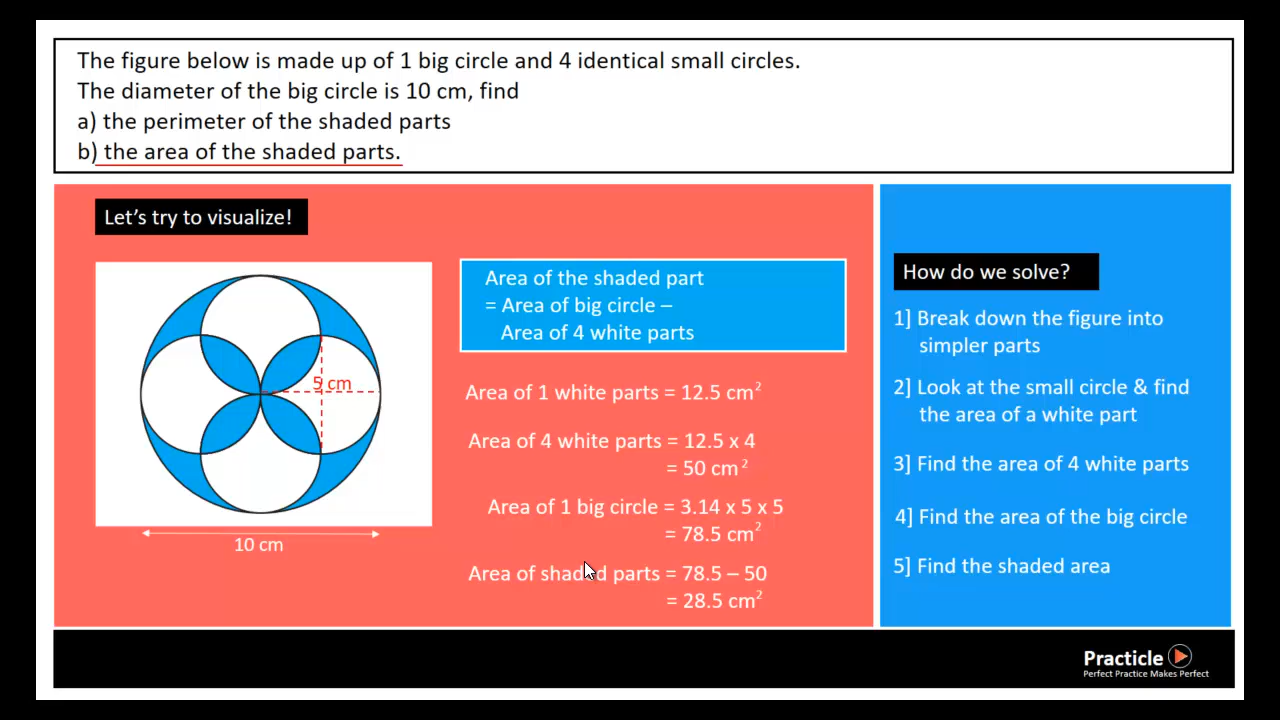 The figure below is made up of 1 big circle and 4 identical small circles.
The diameter of the big circle is 10 cm, find
a) the perimeter of the shaded parts
b) the area of the shaded parts.
Let's try to visualize!
5 cm
10 cm
Area of the shaded part
= Area of big circle –
Area of 4 white parts
Area of 1 white parts = 12.5 cm²
Area of 4 white parts = 12.5 x 4
= 50 cm²
Area of 1 big circle = 3.14 x 5 x 5
= 78.5 cm²
Area of shaded parts = 78.5 – 50
= 28.5 cm²
How do we solve?
1] Break down the figure into
simpler parts
2] Look at the small circle & find
the area of a white part
3] Find the area of 4 white parts
4] Find the area of the big circle
5] Find the shaded area
Practicle
Perfect Practice Makes Perfect